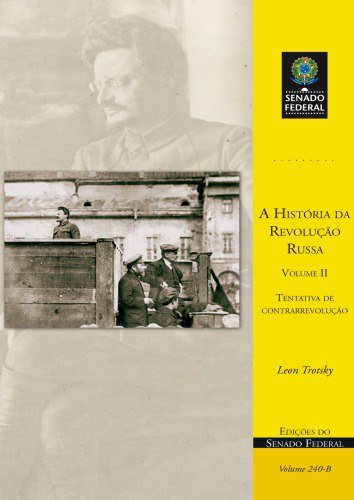 SENADO
FEDERAL
A HISTÓRIA DA
REVOLUÇÃO
RUSSA
VOLUME II
TENTATIVA DE
CONTRARREVOLUÇÃO
Leon Trotsky
EDIÇÕES DO
SENADO FEDERAL
Volume 240-B